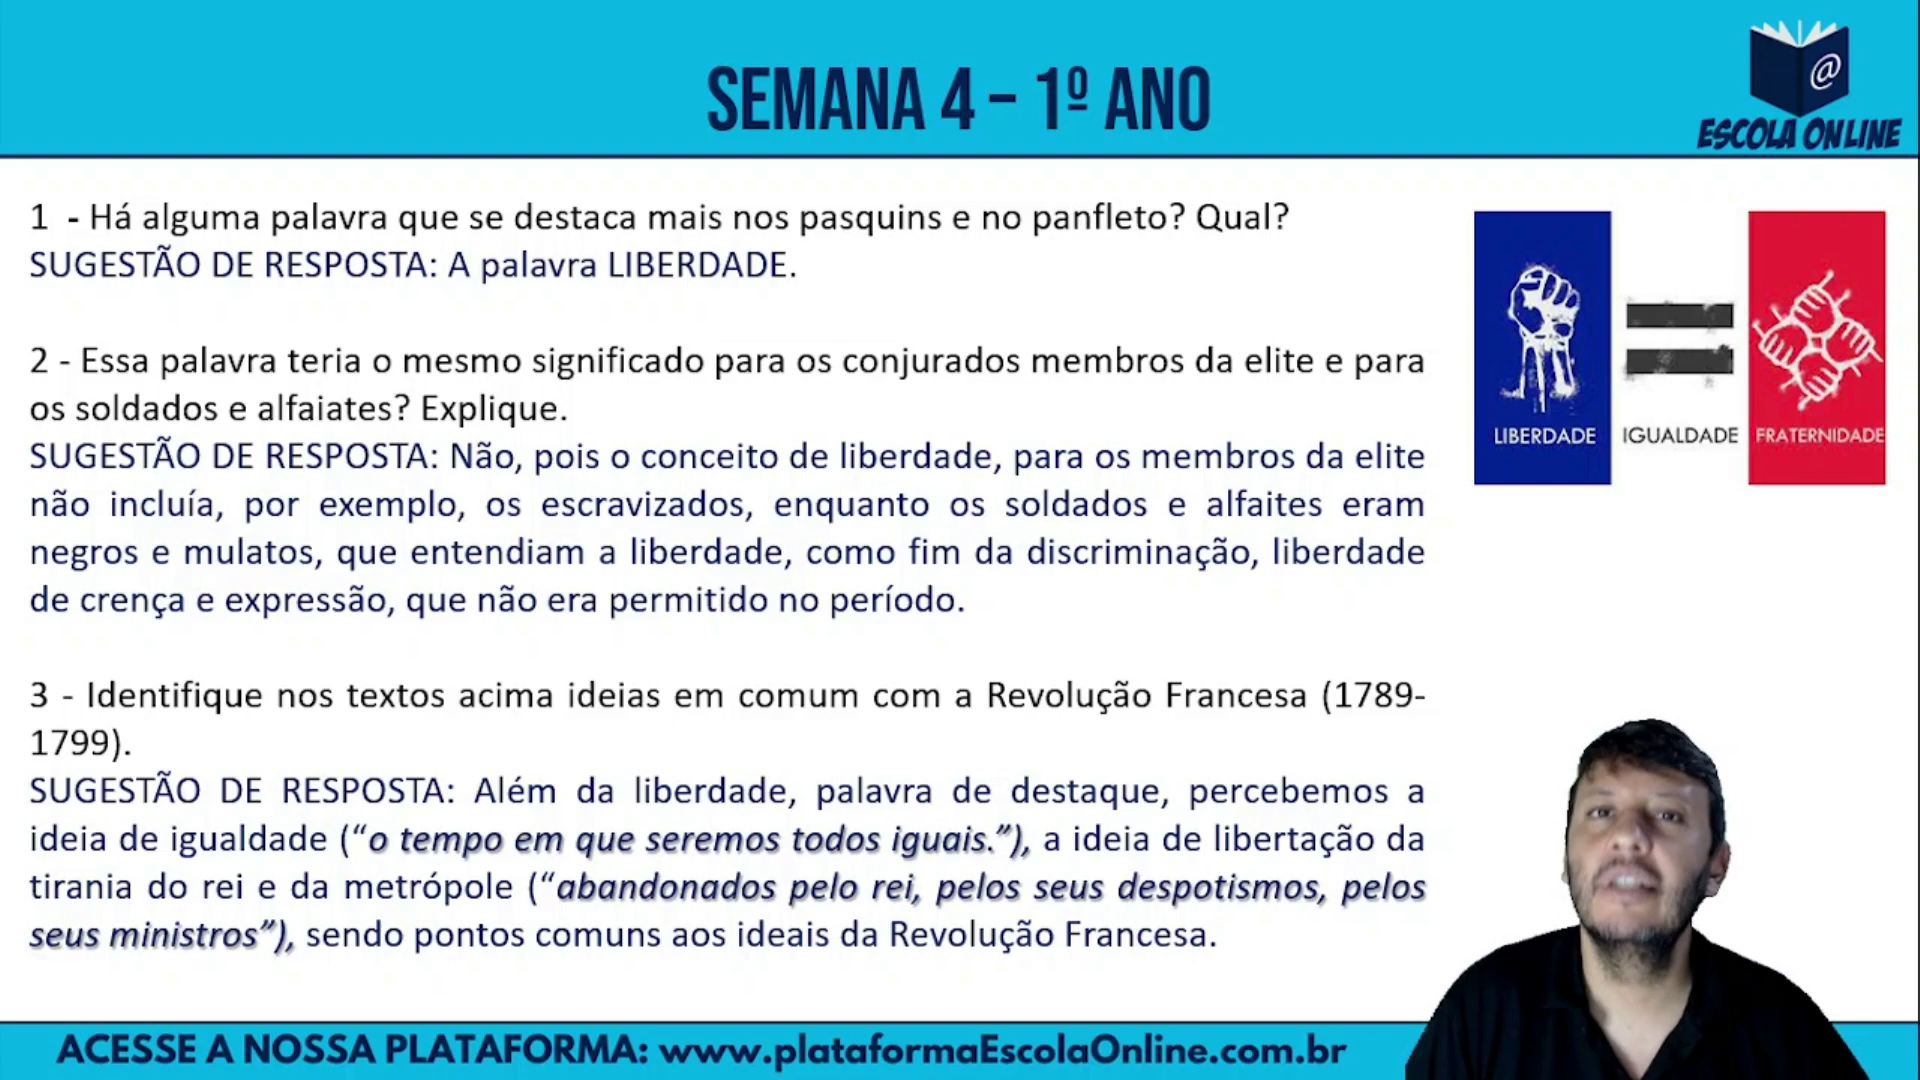 SEMANA 4 – 1º ANO
@
ESCOLA ONLINE
1 - Há alguma palavra que se destaca mais nos pasquins e no panfleto? Qual?
SUGESTÃO DE RESPOSTA: A palavra LIBERDADE.
2 - Essa palavra teria o mesmo significado para os conjurados membros da elite e para
os soldados e alfaiates? Explique.
SUGESTÃO DE RESPOSTA: Não, pois o conceito de liberdade, para os membros da elite
não incluía, por exemplo, os escravizados, enquanto os soldados e alfaites eram
negros e mulatos, que entendiam a liberdade, como fim da discriminação, liberdade
de crença e expressão, que não era permitido no período.
3 - Identifique nos textos acima ideias em comum com a Revolução Francesa (1789-
1799).
SUGESTÃO DE RESPOSTA: Além da liberdade, palavra de destaque, percebemos a
ideia de igualdade (“o tempo em que seremos todos iguais.”), a ideia de libertação da
tirania do rei e da metrópole (“abandonados pelo rei, pelos seus despotismos, pelos
seus ministros”), sendo pontos comuns aos ideais da Revolução Francesa.
LIBERDADE
IGUALDADE
FRATERNIDADE
ACESSE A NOSSA PLATAFORMA: www.plataformaEscolaOnline.com.br